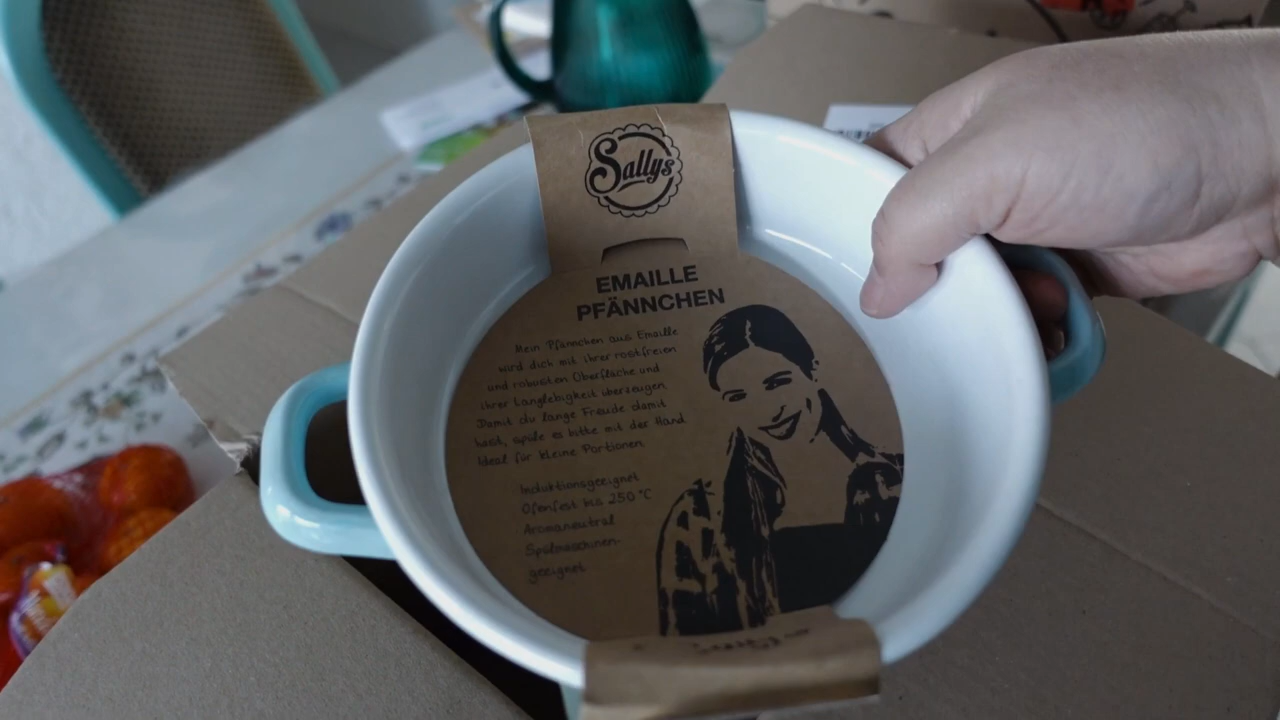 Sallys
EMAILLE
PFÄNNCHEN
Mein Pfännchen aus Emaille
wird dich mit ihrer rostfreien
und robusten Oberfläche und
ihrer Langlebigkeit überzeugen.
Damit du lange Freude damit
hast, spüle es bitte mit der Hand.
Ideal für kleine Portionen.
Induktionsgeeignet
Ofenfest bis 250 °C
Aromaneutral
Spülmaschinen-
geeignet